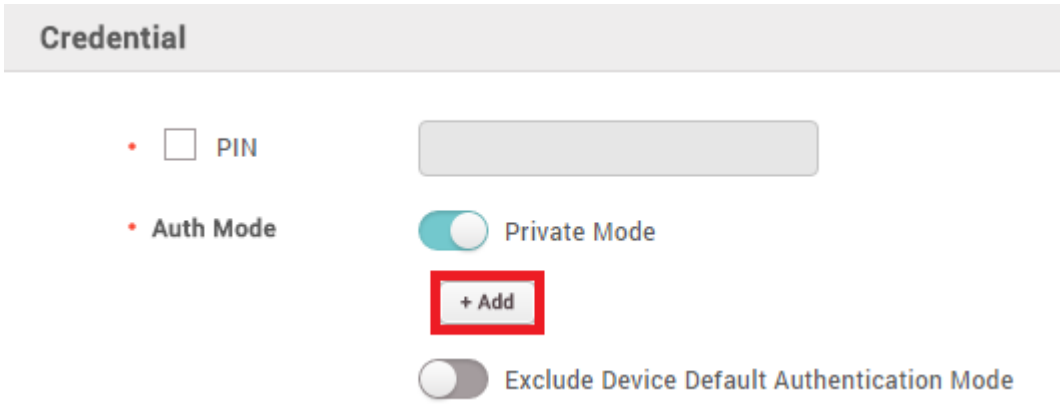 Credential
• PIN
• Auth Mode
Private Mode
+ Add
Exclude Device Default Authentication Mode